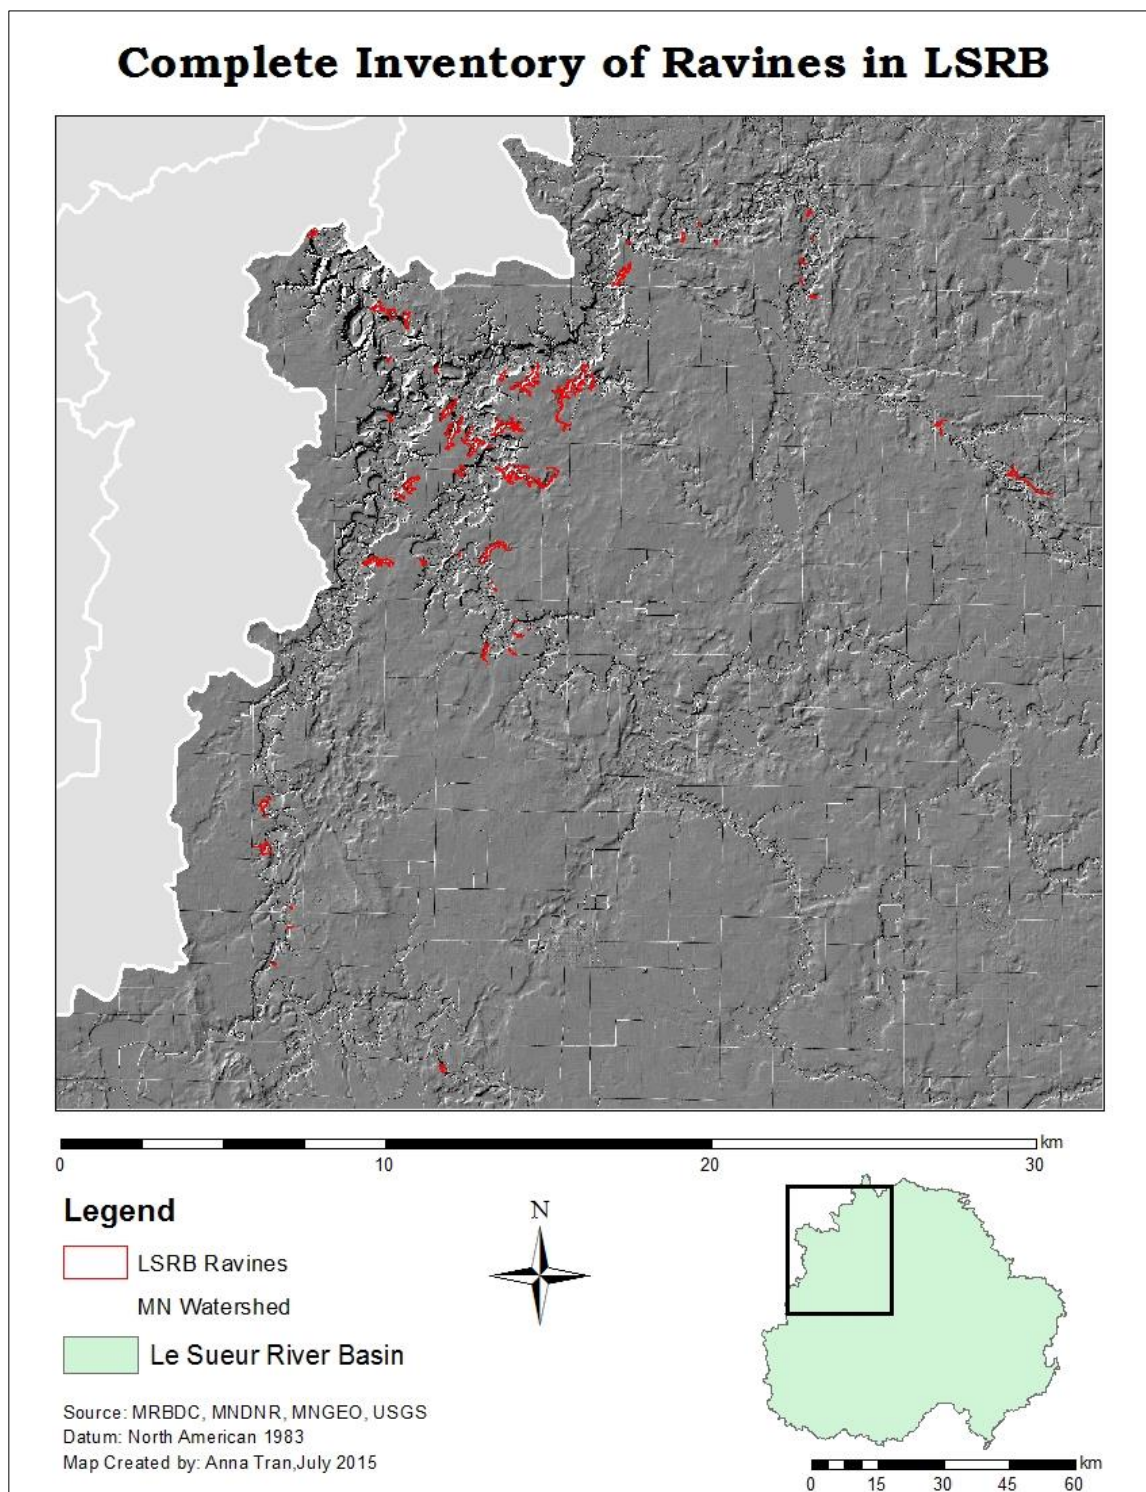 Complete Inventory of Ravines in LSRB
km
0 10 20 30
Legend
N
LSRB Ravines
MN Watershed
Le Sueur River Basin
Source: MRBDC, MNDNR, MNGEO, USGS
Datum: North American 1983
Map Created by: Anna Tran,July 2015
km
0 15 30 45 60